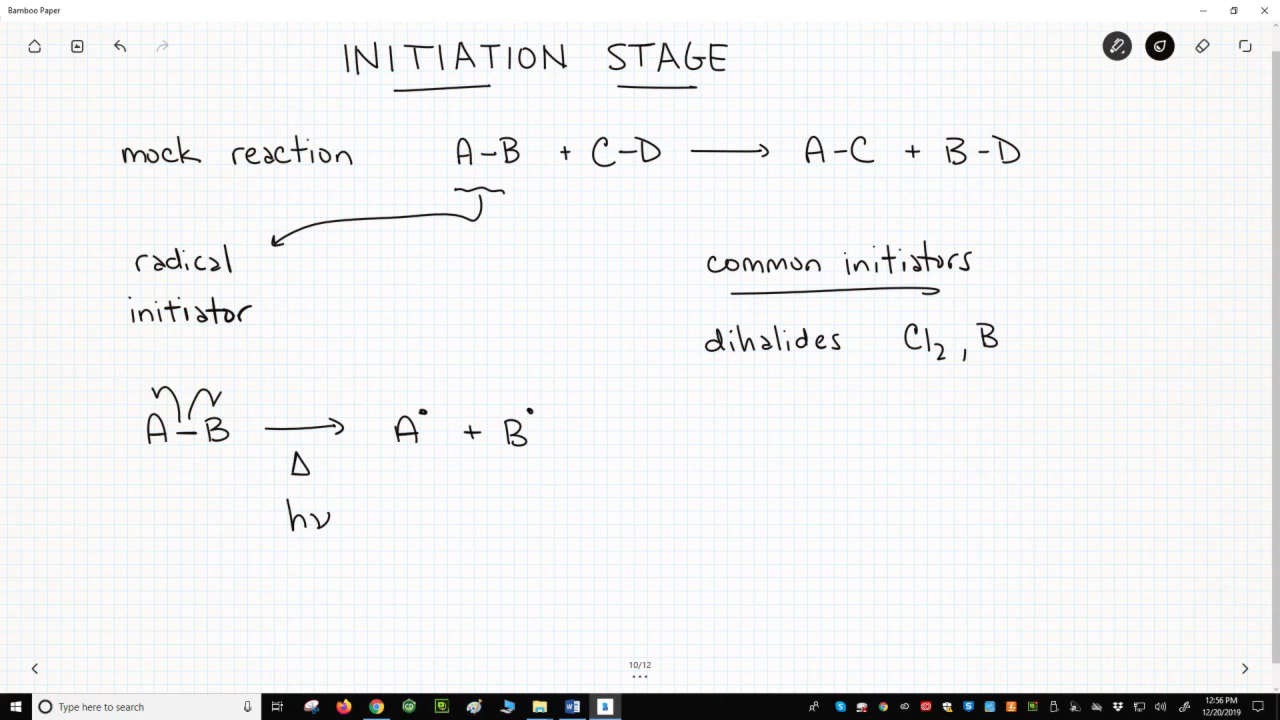 Bamboo Paper
INITIATION STAGE
mock reaction A-B + C-D ⟶ A-C + B-D
radical
initiator
common initiators
dihalides Cl₂, B
A-B ⟶ A• + B•
Δ
hν
10/12
Type here to search
12:56 PM
12/20/2019